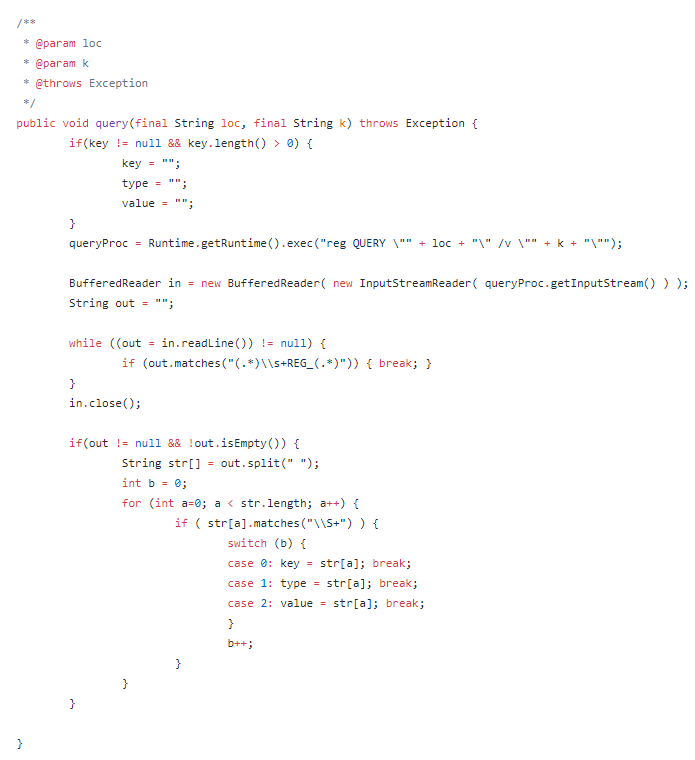 /**
 * @param loc
 * @param k
 * @throws Exception
 */
public void query(final String loc, final String k) throws Exception {
        if(key != null && key.length() > 0) {
                key = "";
                type = "";
                value = "";
        }
        queryProc = Runtime.getRuntime().exec("reg QUERY \"" + loc + "\" /v \"" + k + "\"");

        BufferedReader in = new BufferedReader( new InputStreamReader( queryProc.getInputStream() ) );
        String out = "";

        while ((out = in.readLine()) != null) {
                if (out.matches("(.*)\\s+REG_(.*)")) { break; }
        }
        in.close();

        if(out != null && !out.isEmpty()) {
                String str[] = out.split(" ");
                int b = 0;
                for (int a=0; a < str.length; a++) {
                        if ( str[a].matches("\\S+") ) {
                                switch (b) {
                                case 0: key = str[a]; break;
                                case 1: type = str[a]; break;
                                case 2: value = str[a]; break;
                                }
                                b++;
                        }
                }
        }

}